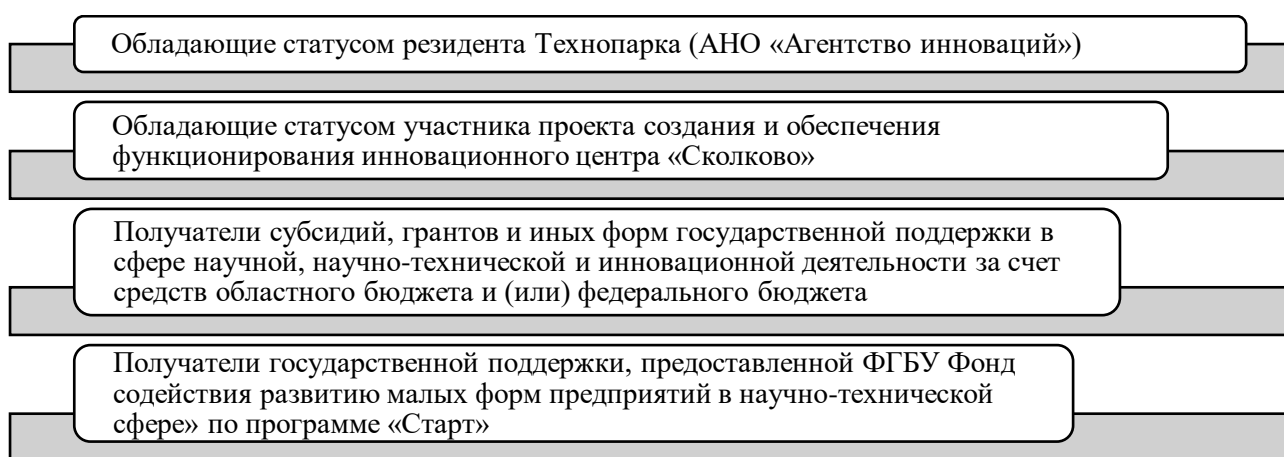 Обладающие статусом резидента Технопарка (АНО «Агентство инноваций»)
Обладающие статусом участника проекта создания и обеспечения
функционирования инновационного центра «Сколково»
Получатели субсидий, грантов и иных форм государственной поддержки в
сфере научной, научно-технической и инновационной деятельности за счет
средств областного бюджета и (или) федерального бюджета
Получатели государственной поддержки, предоставленной ФГБУ Фонд
содействия развитию малых форм предприятий в научно-технической
сфере» по программе «Старт»